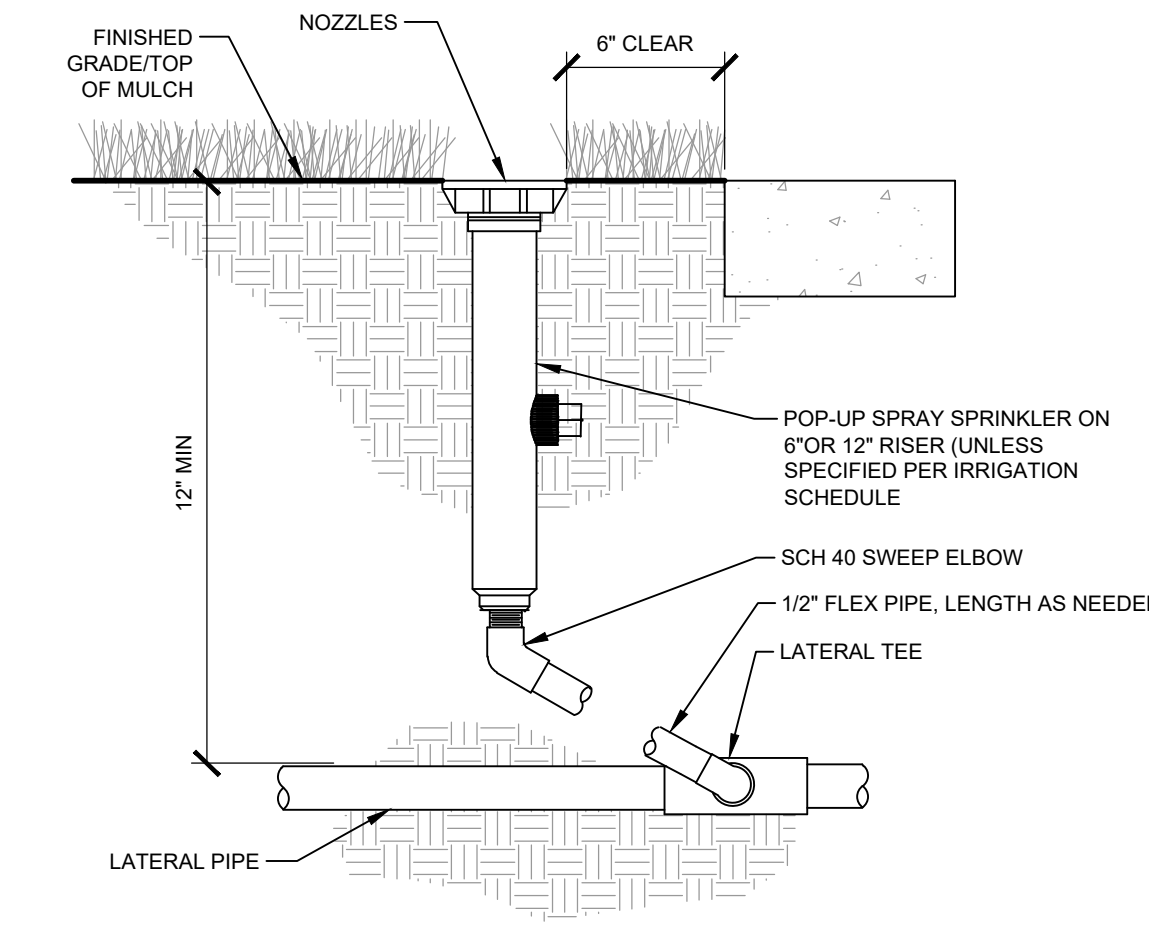 NOZZLES
FINISHED
GRADE/TOP
OF MULCH
6" CLEAR
12" MIN
POP-UP SPRAY SPRINKLER ON
6"OR 12" RISER (UNLESS
SPECIFIED PER IRRIGATION
SCHEDULE
SCH 40 SWEEP ELBOW
1/2" FLEX PIPE, LENGTH AS NEEDE
LATERAL TEE
LATERAL PIPE